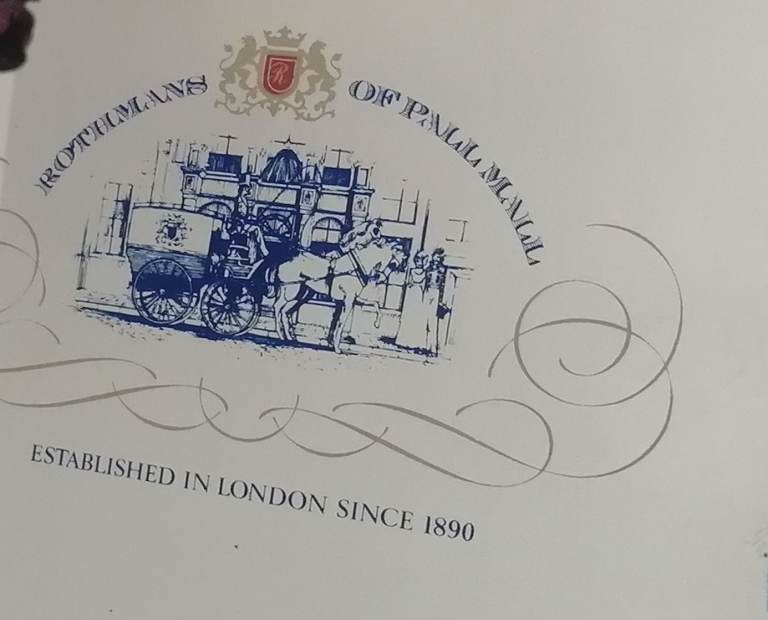 ROTHMANS OF PALL MALL
R
ESTABLISHED IN LONDON SINCE 1890